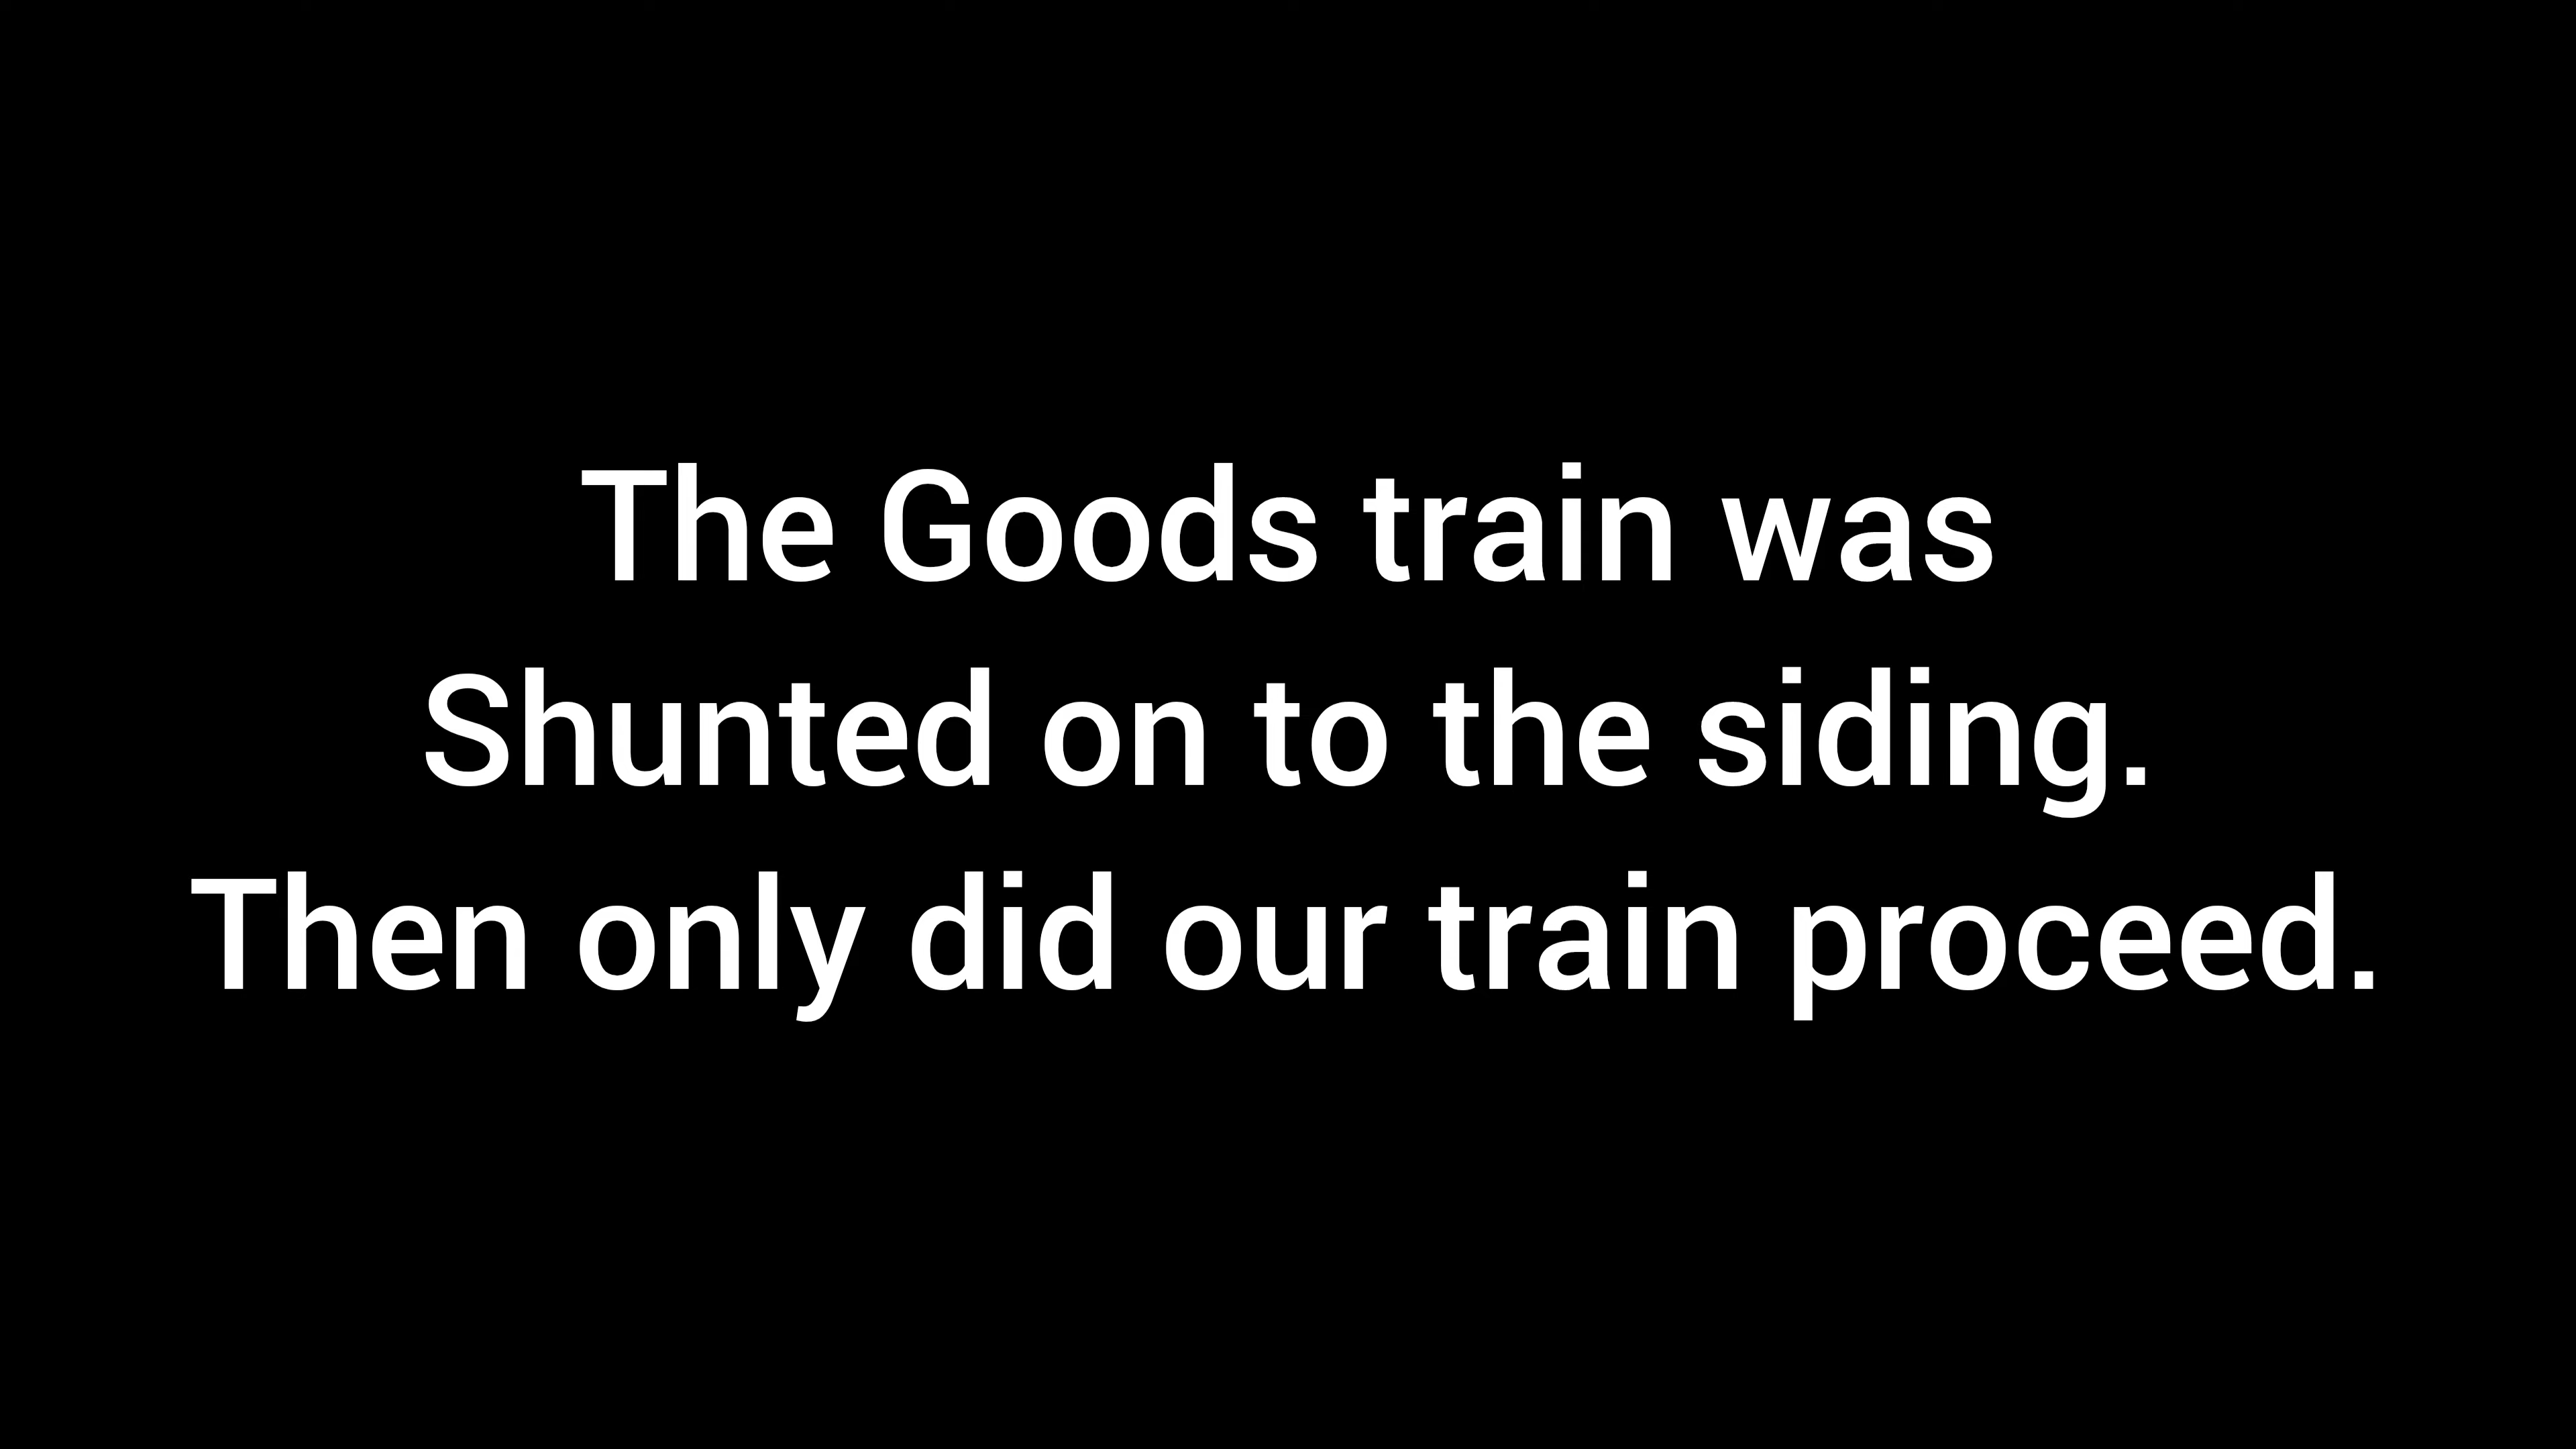 The Goods train was
Shunted on to the siding.
Then only did our train proceed.